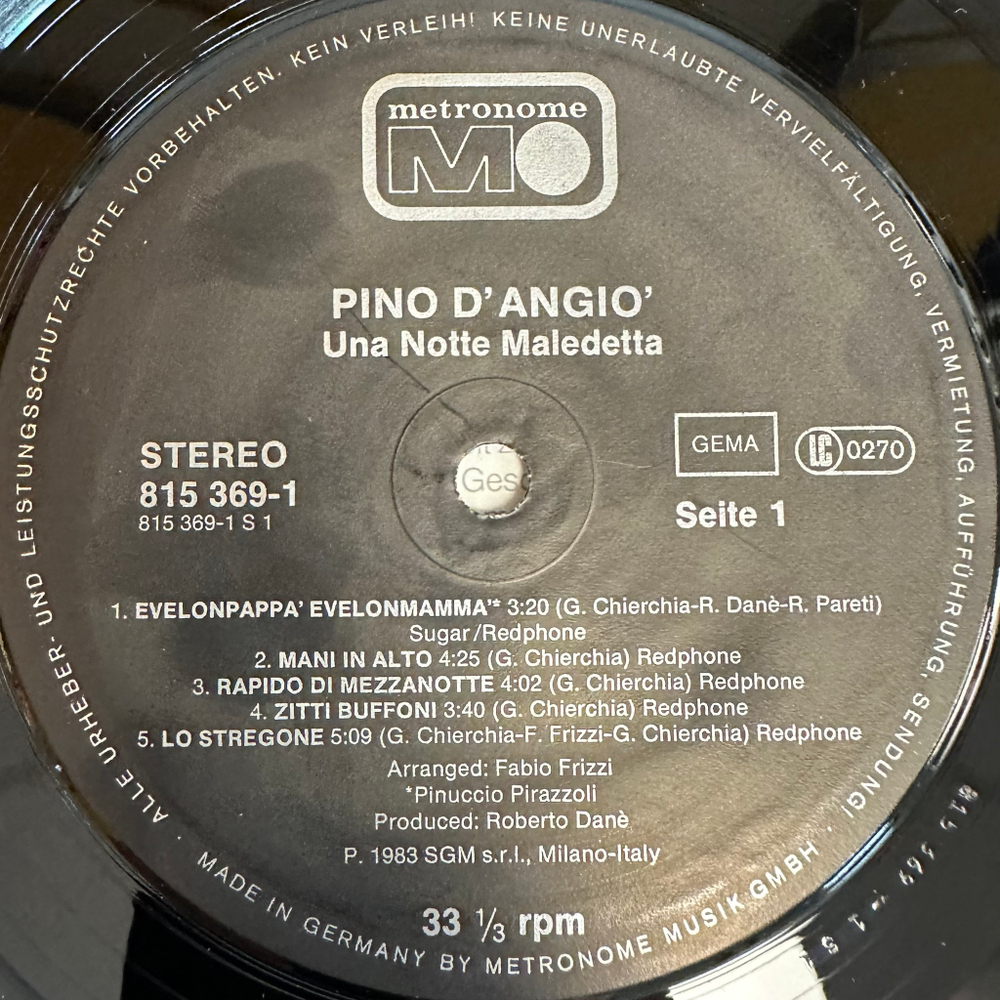 ALLE URHEBER- UND LEISTUNGSSCHUTZRECHTE VORBEHALTEN. KEIN VERLEIH! KEINE UNERLAUBTE VERVIELFÄLTIGUNG, VERMIETUNG, AUFFÜHRUNG, SENDUNG!
metronome
MO
PINO D'ANGIO'
Una Notte Maledetta
STEREO
815 369-1
815 369-1 S 1
GEMA
LC 0270
Seite 1
1. EVELONPAPPA' EVELONMAMMA'* 3:20 (G. Chierchia-R. Danè-R. Pareti)
Sugar/Redphone
2. MANI IN ALTO 4:25 (G. Chierchia) Redphone
3. RAPIDO DI MEZZANOTTE 4:02 (G. Chierchia) Redphone
4. ZITTI BUFFONI 3:40 (G. Chierchia) Redphone
5. LO STREGONE 5:09 (G. Chierchia-F. Frizzi-G. Chierchia) Redphone
Arranged: Fabio Frizzi
*Pinuccio Pirazzoli
Produced: Roberto Danè
P. 1983 SGM s.r.l., Milano-Italy
33 1/3 rpm
MADE IN GERMANY BY METRONOME MUSIK GMBH